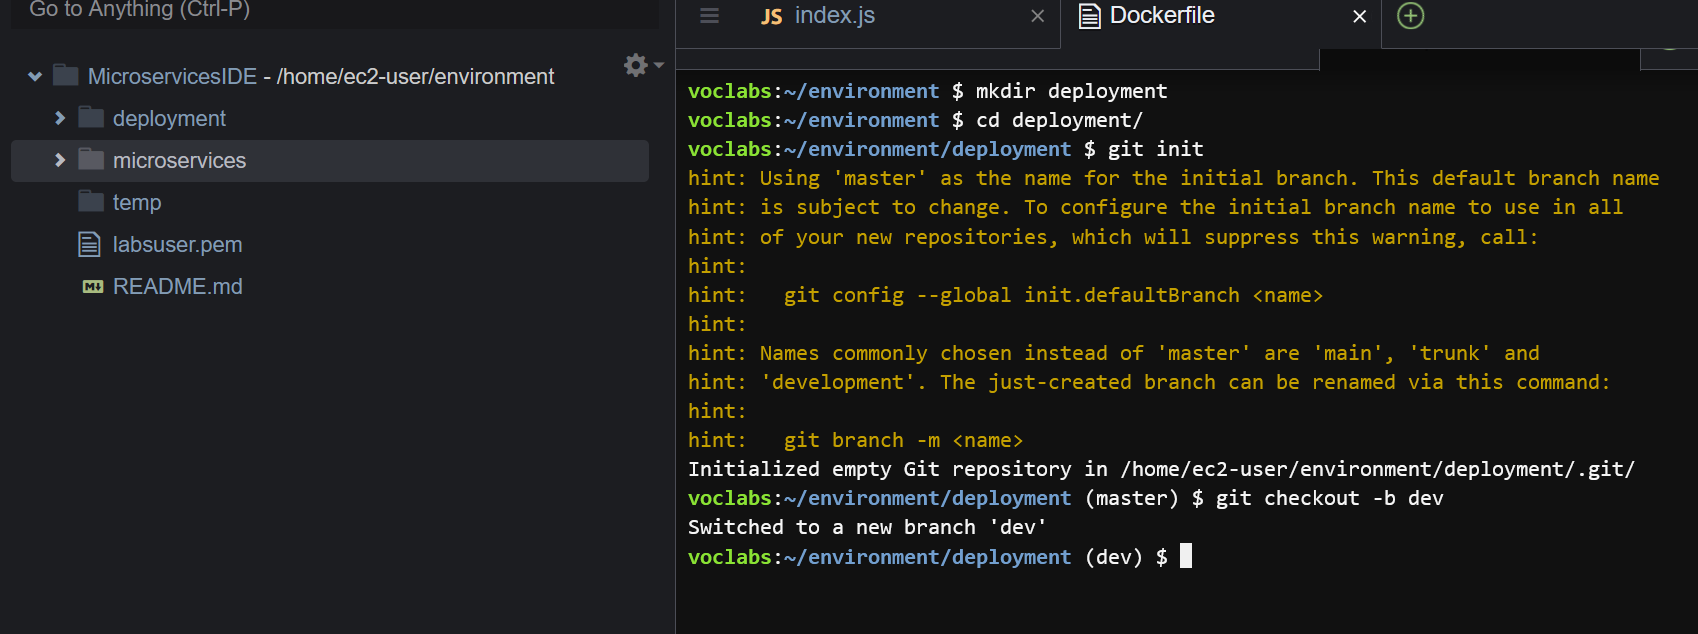 Go to Anything (Ctrl-P)
MicroservicesIDE - /home/ec2-user/environment
deployment
microservices
temp
labsuser.pem
M↓ README.md
JS index.js × Dockerfile ×
voclabs:~/environment $ mkdir deployment
voclabs:~/environment $ cd deployment/
voclabs:~/environment/deployment $ git init
hint: Using 'master' as the name for the initial branch. This default branch name
hint: is subject to change. To configure the initial branch name to use in all
hint: of your new repositories, which will suppress this warning, call:
hint:
hint:   git config --global init.defaultBranch <name>
hint:
hint: Names commonly chosen instead of 'master' are 'main', 'trunk' and
hint: 'development'. The just-created branch can be renamed via this command:
hint:
hint:   git branch -m <name>
Initialized empty Git repository in /home/ec2-user/environment/deployment/.git/
voclabs:~/environment/deployment (master) $ git checkout -b dev
Switched to a new branch 'dev'
voclabs:~/environment/deployment (dev) $